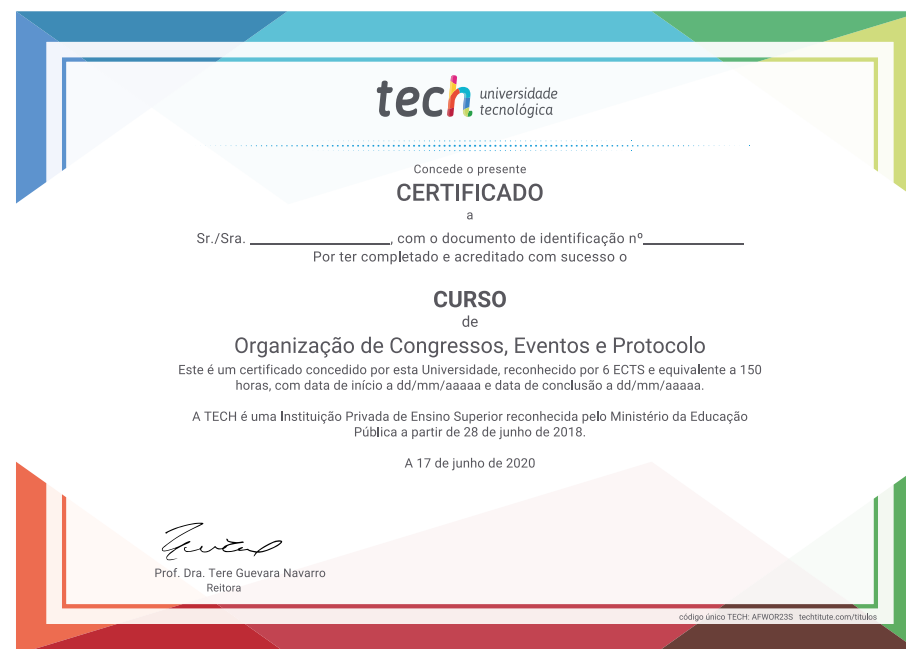 tech universidade
tecnológica
Concede o presente
CERTIFICADO
a
Sr./Sra. ____________________, com o documento de identificação nº______________
Por ter completado e acreditado com sucesso o
CURSO
de
Organização de Congressos, Eventos e Protocolo
Este é um certificado concedido por esta Universidade, reconhecido por 6 ECTS e equivalente a 150
horas, com data de início a dd/mm/aaaaa e data de conclusão a dd/mm/aaaaa.
A TECH é uma Instituição Privada de Ensino Superior reconhecida pelo Ministério da Educação
Pública a partir de 28 de junho de 2018.
A 17 de junho de 2020
Prof. Dra. Tere Guevara Navarro
Reitora
código único TECH: AFWOR23S techtitute.com/titulos